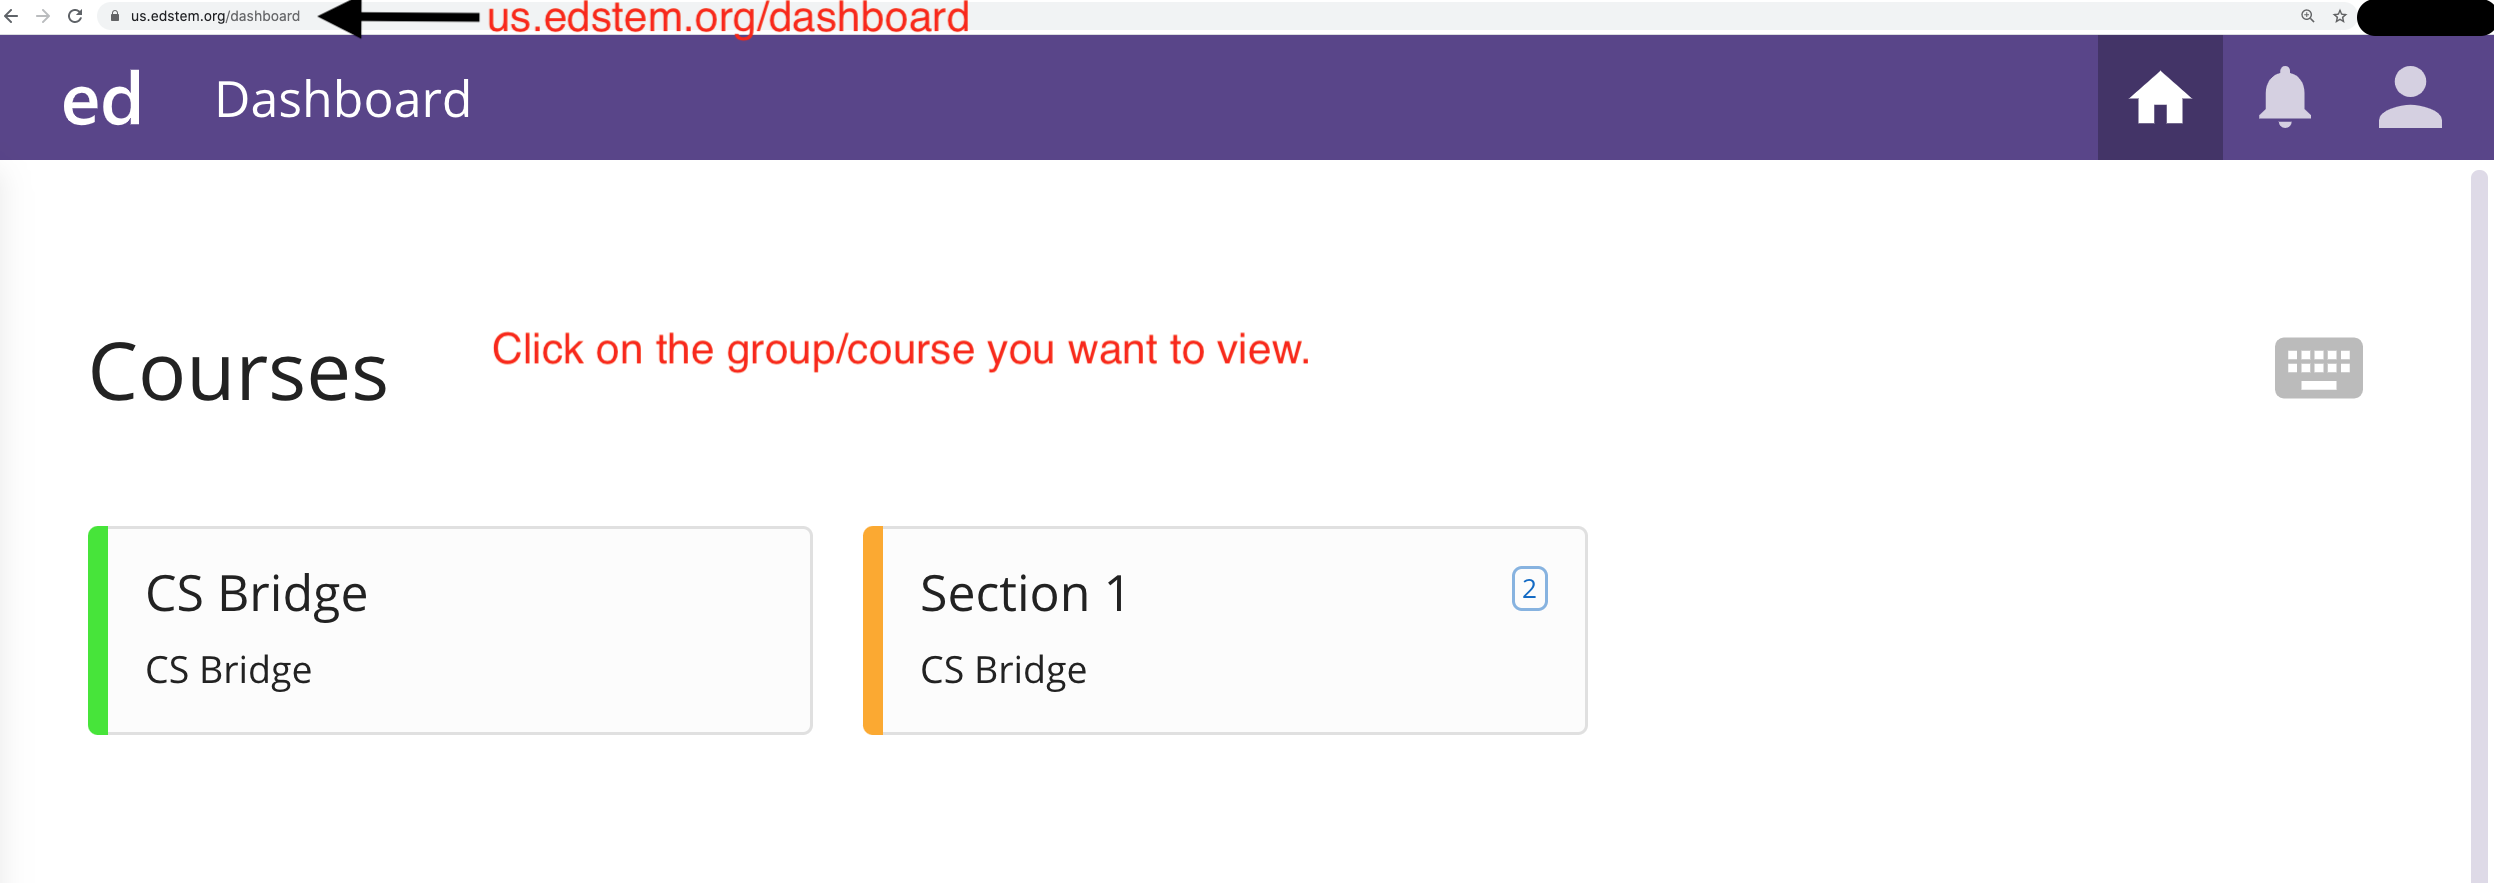 us.edstem.org/dashboard us.edstem.org/dashboard
ed Dashboard
Courses Click on the group/course you want to view.
CS Bridge
CS Bridge
Section 1 2
CS Bridge